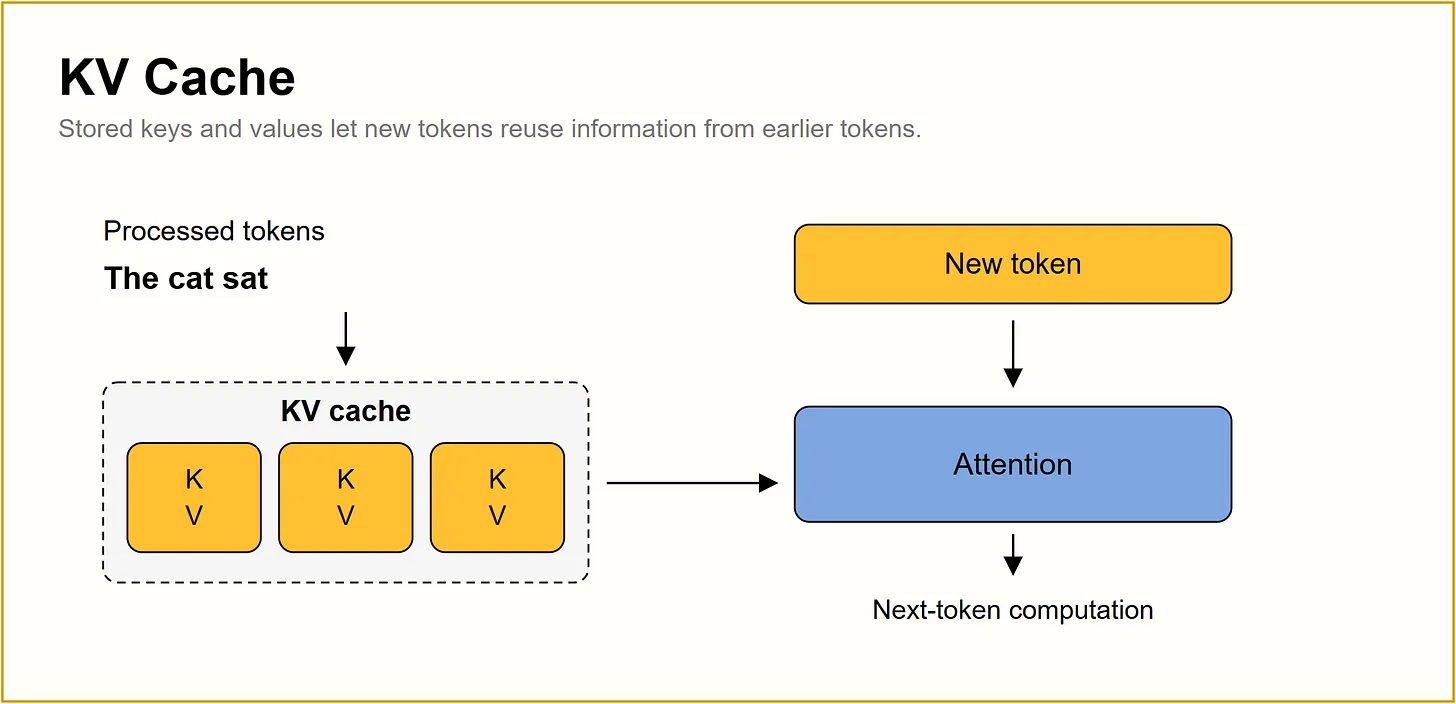 KV Cache
Stored keys and values let new tokens reuse information from earlier tokens.
Processed tokens
The cat sat
KV cache
K
V
K
V
K
V
New token
Attention
Next-token computation